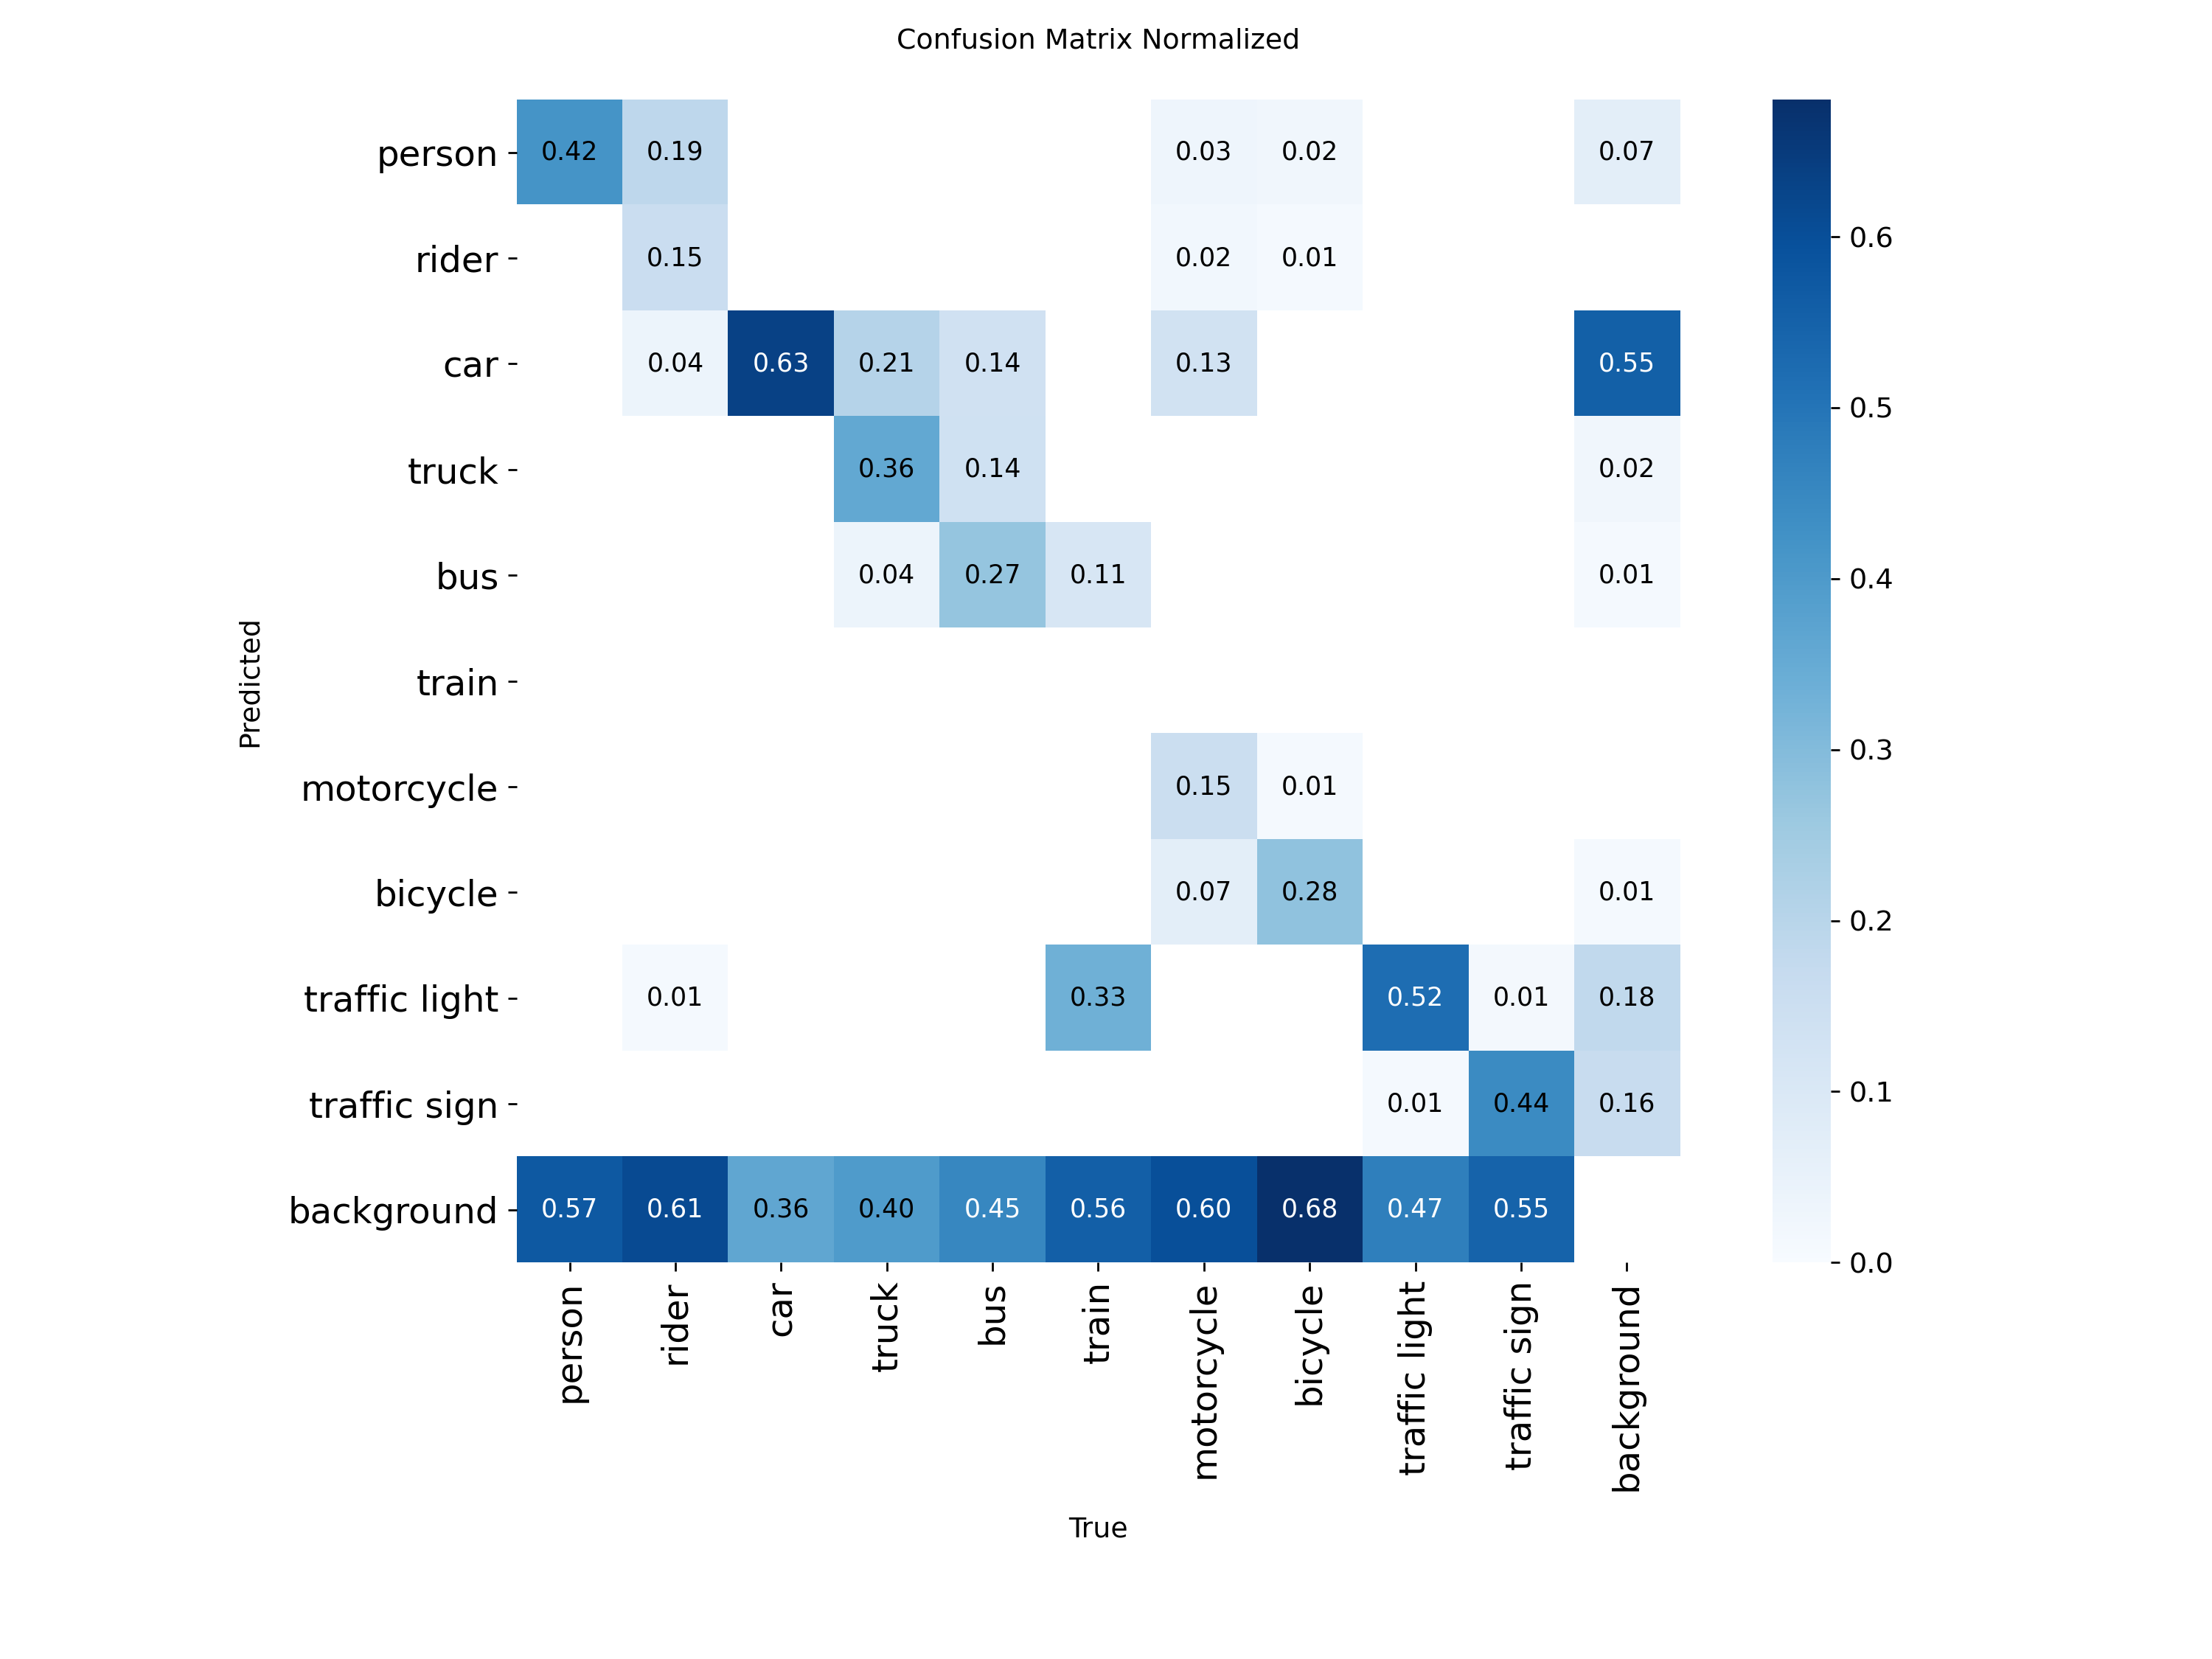 Confusion Matrix Normalized
person 0.42 0.19 0.03 0.02 0.07
rider 0.15 0.02 0.01
0.6
car 0.04 0.63 0.21 0.14 0.13 0.55
0.5
truck 0.36 0.14 0.02
bus 0.04 0.27 0.11 0.01
0.4
Predicted
train
0.3
motorcycle 0.15 0.01
bicycle 0.07 0.28 0.01
0.2
traffic light 0.01 0.33 0.52 0.01 0.18
0.1
traffic sign 0.01 0.44 0.16
background 0.57 0.61 0.36 0.40 0.45 0.56 0.60 0.68 0.47 0.55
0.0
person rider car truck bus train motorcycle bicycle traffic light traffic sign background
True